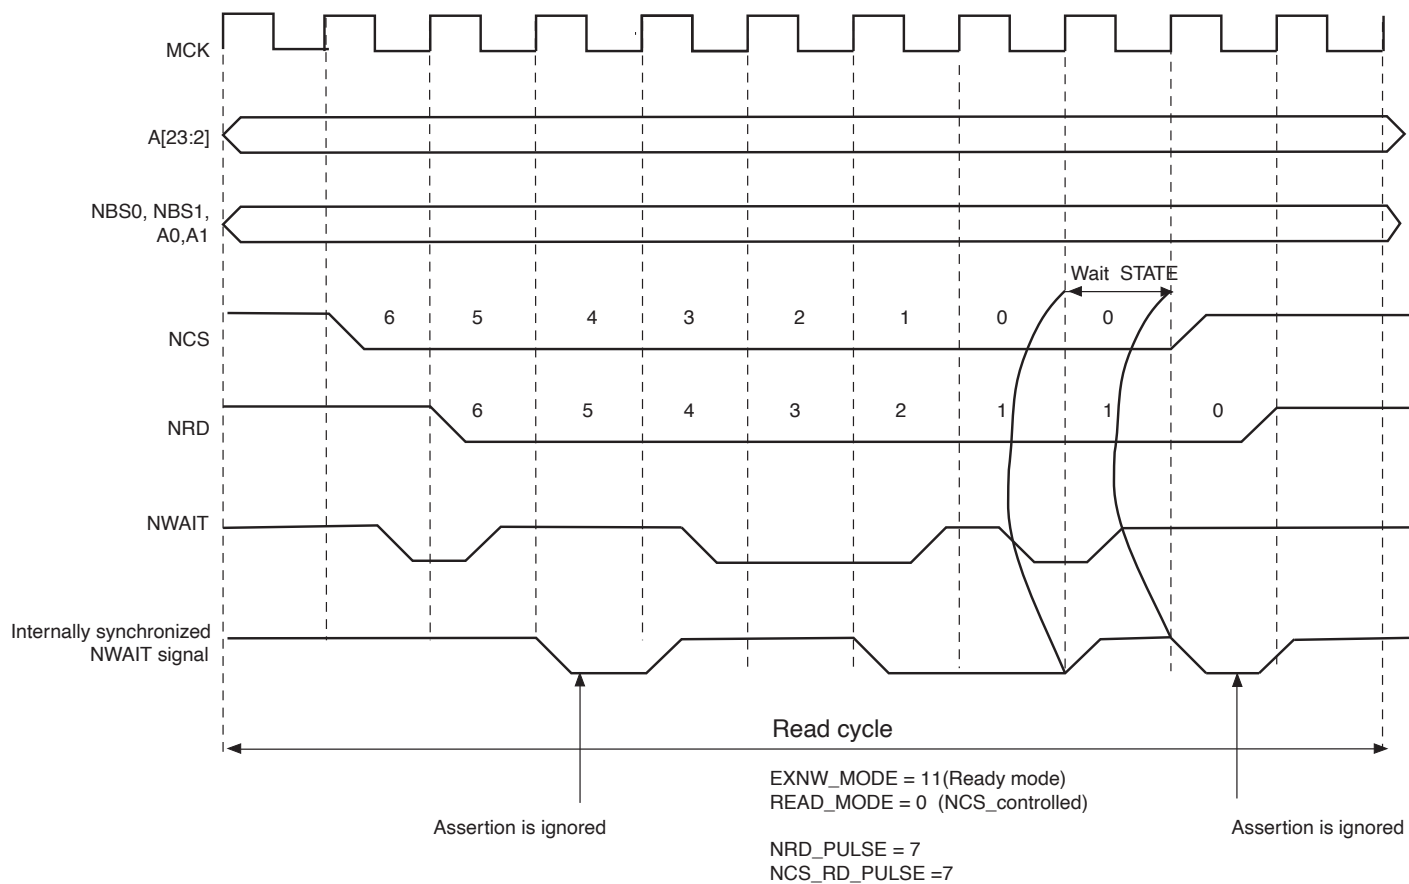 MCK
A[23:2]
NBS0, NBS1,
A0,A1
Wait STATE
NCS
6 5 4 3 2 1 0 0
NRD
6 5 4 3 2 1 1 0
NWAIT
Internally synchronized
NWAIT signal
Read cycle
EXNW_MODE = 11(Ready mode)
READ_MODE = 0 (NCS_controlled)
Assertion is ignored
Assertion is ignored
NRD_PULSE = 7
NCS_RD_PULSE =7